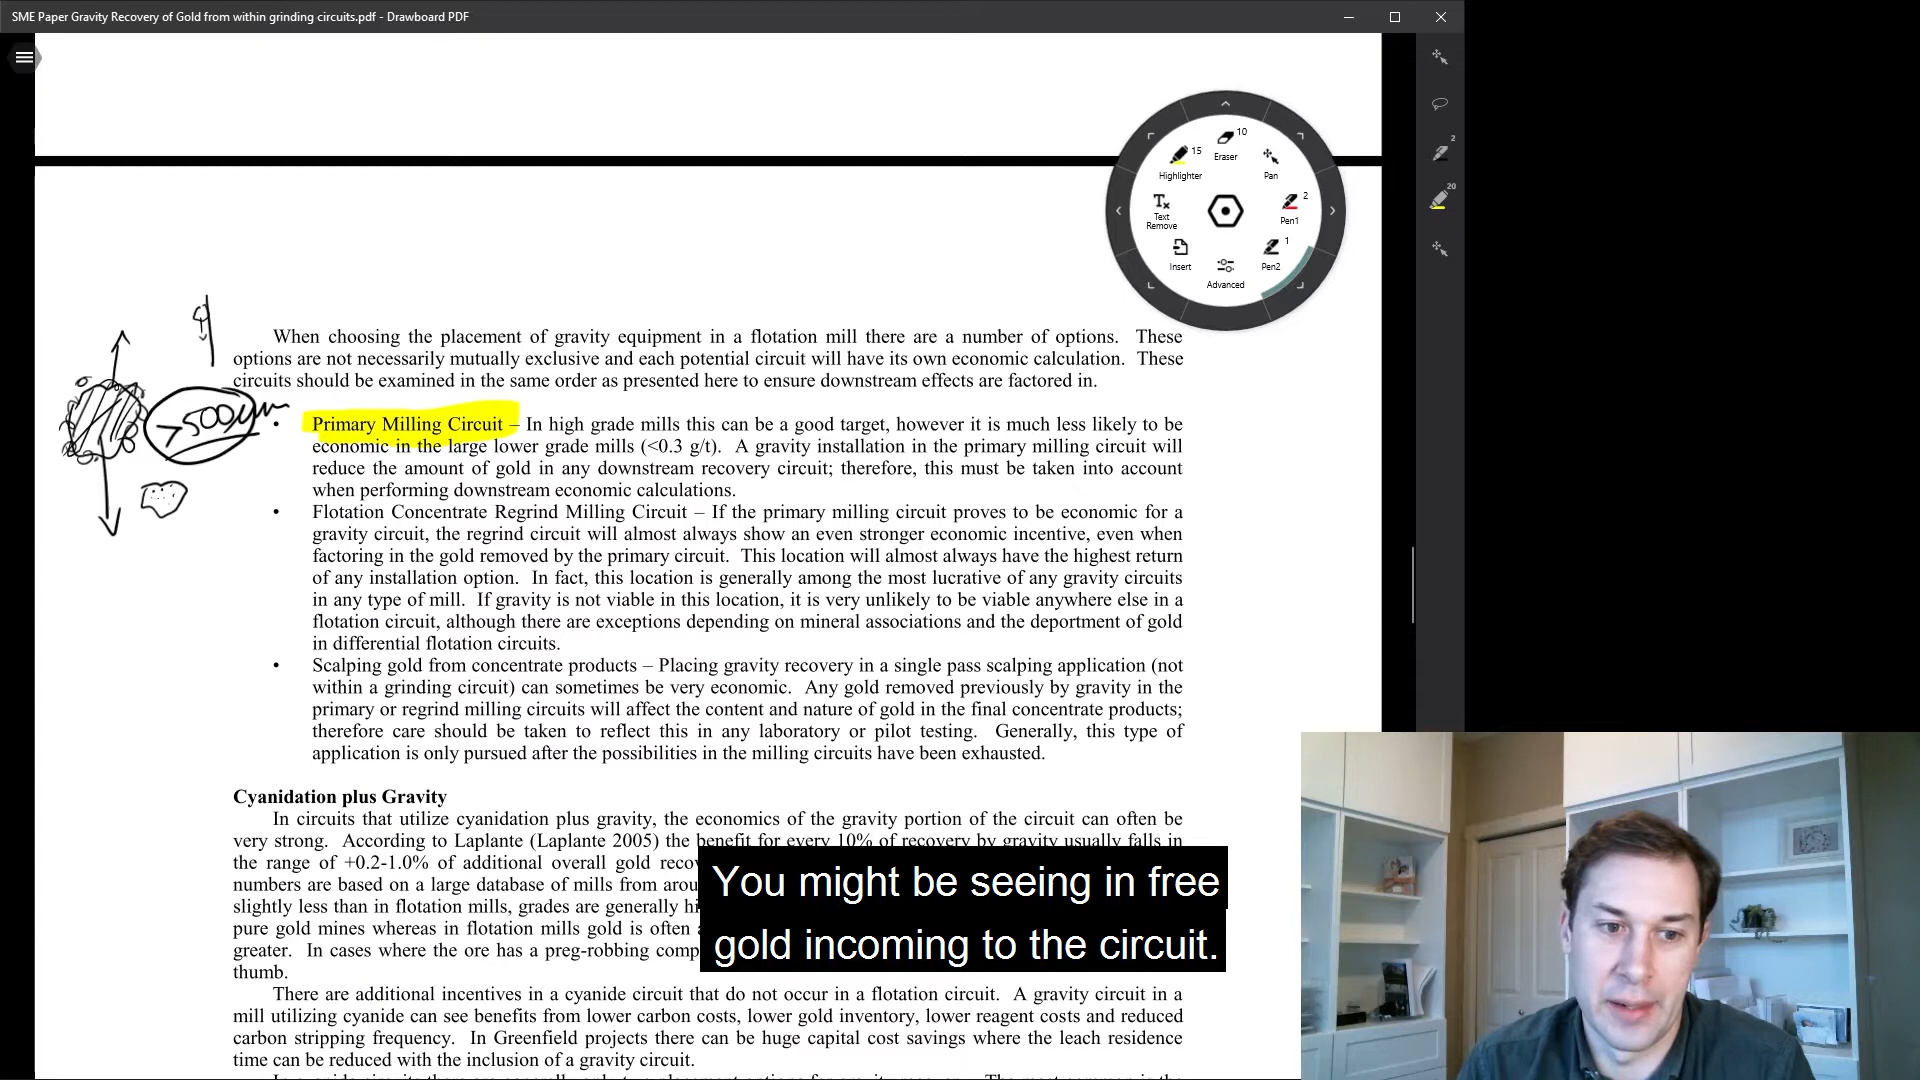 SME Paper Gravity Recovery of Gold from within grinding circuits.pdf - Drawboard PDF
10
Eraser
15
Highlighter
Pan
2
Text
Remove
Pen1
Insert
1
Pen2
Advanced
2
20
When choosing the placement of gravity equipment in a flotation mill there are a number of options. These
options are not necessarily mutually exclusive and each potential circuit will have its own economic calculation. These
circuits should be examined in the same order as presented here to ensure downstream effects are factored in.
>500µm
• Primary Milling Circuit – In high grade mills this can be a good target, however it is much less likely to be
economic in the large lower grade mills (<0.3 g/t). A gravity installation in the primary milling circuit will
reduce the amount of gold in any downstream recovery circuit; therefore, this must be taken into account
when performing downstream economic calculations.
• Flotation Concentrate Regrind Milling Circuit – If the primary milling circuit proves to be economic for a
gravity circuit, the regrind circuit will almost always show an even stronger economic incentive, even when
factoring in the gold removed by the primary circuit. This location will almost always have the highest return
of any installation option. In fact, this location is generally among the most lucrative of any gravity circuits
in any type of mill. If gravity is not viable in this location, it is very unlikely to be viable anywhere else in a
flotation circuit, although there are exceptions depending on mineral associations and the department of gold
in differential flotation circuits.
• Scalping gold from concentrate products – Placing gravity recovery in a single pass scalping application (not
within a grinding circuit) can sometimes be very economic. Any gold removed previously by gravity in the
primary or regrind milling circuits will affect the content and nature of gold in the final concentrate products;
therefore care should be taken to reflect this in any laboratory or pilot testing. Generally, this type of
application is only pursued after the possibilities in the milling circuits have been exhausted.
Cyanidation plus Gravity
In circuits that utilize cyanidation plus gravity, the economics of the gravity portion of the circuit can often be
very strong. According to Laplante (Laplante 2005) the benefit for every 10% of recovery by gravity usually falls in
the range of +0.2-1.0% of additional overall gold
numbers are based on a large database of mills from
slightly less than in flotation mills, grades are generally
pure gold mines whereas in flotation mills gold is often
greater. In cases where the ore has a preg-robbing
thumb.
You might be seeing in free
gold incoming to the circuit.
There are additional incentives in a cyanide circuit that do not occur in a flotation circuit. A gravity circuit in a
mill utilizing cyanide can see benefits from lower carbon costs, lower gold inventory, lower reagent costs and reduced
carbon stripping frequency. In Greenfield projects there can be huge capital cost savings where the leach residence
time can be reduced with the inclusion of a gravity circuit.